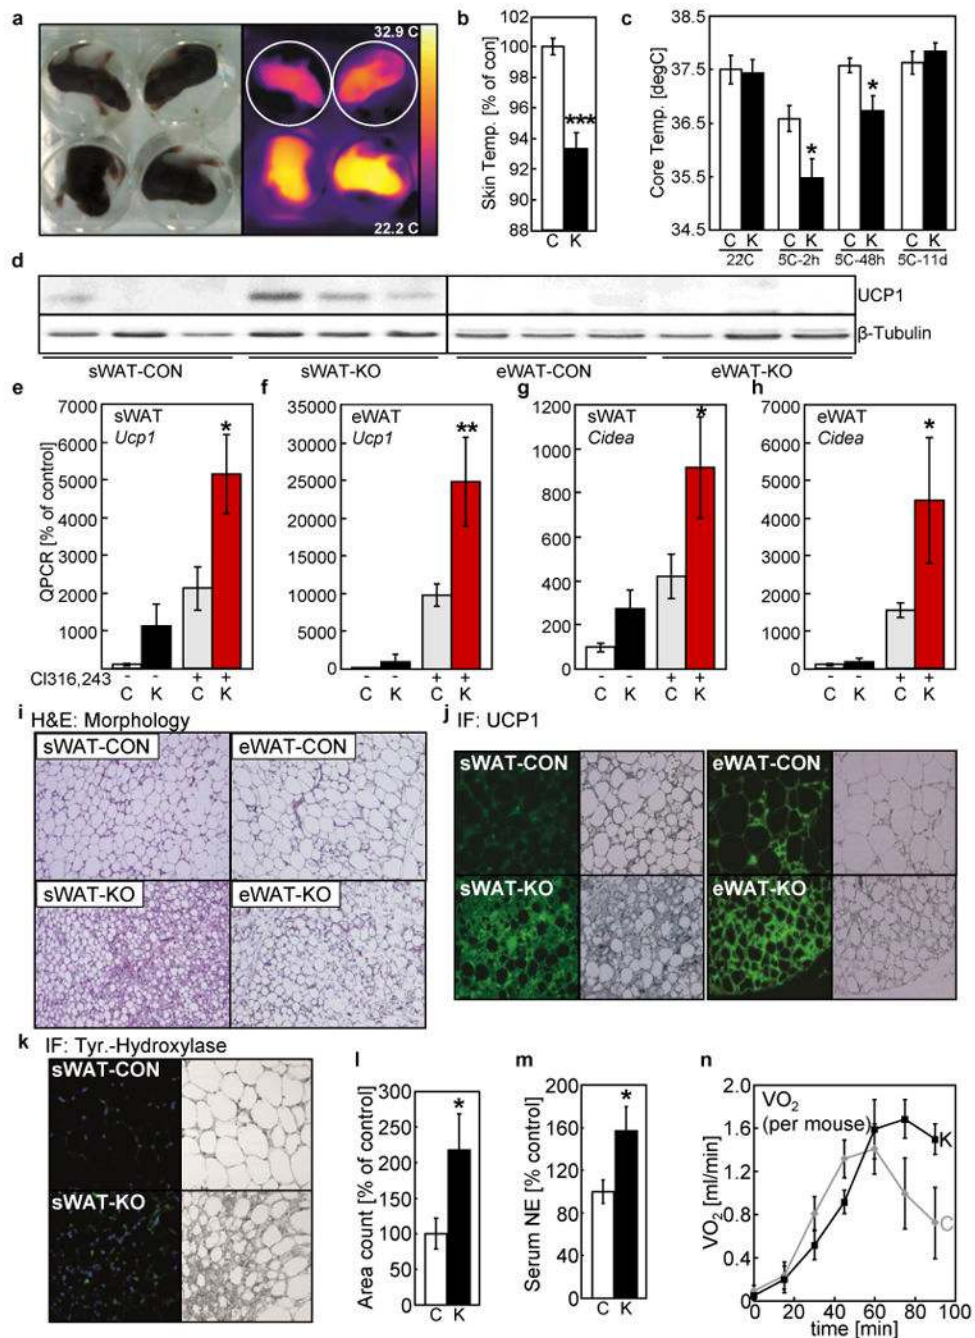 a
32.9 C
22.2 C
b
Skin Temp. [% of con]
100
98
96
94
92
90
88
***
C K
c
Core Temp. [degC]
38.5
37.5
36.5
35.5
34.5
*
*
C K C K C K C K
22C 5C-2h 5C-48h 5C-11d
d
UCP1
β-Tubulin
sWAT-CON sWAT-KO eWAT-CON eWAT-KO
e
QPCR [% of control]
7000
6000
5000
4000
3000
2000
1000
sWAT
Ucp1
*
Cl316,243 - - + +
C K C K
f
35000
30000
25000
20000
15000
10000
5000
0
eWAT
Ucp1
**
- - + +
C K C K
g
1200
1000
800
600
400
200
0
sWAT
Cidea
*
- - + +
C K C K
h
7000
6000
5000
4000
3000
2000
1000
0
eWAT
Cidea
*
- - + +
C K C K
i H&E: Morphology
sWAT-CON eWAT-CON
sWAT-KO eWAT-KO
j IF: UCP1
sWAT-CON eWAT-CON
sWAT-KO eWAT-KO
k IF: Tyr.-Hydroxylase
sWAT-CON
sWAT-KO
l
Area count [% of control]
300
250
200
150
100
50
0
*
C K
m
Serum NE [% control]
200
160
120
80
40
0
*
C K
n
VO2 [ml/min]
2.0
1.6
1.2
0.8
0.4
0
VO2
(per mouse)
K
C
0 20 40 60 80 100
time [min]